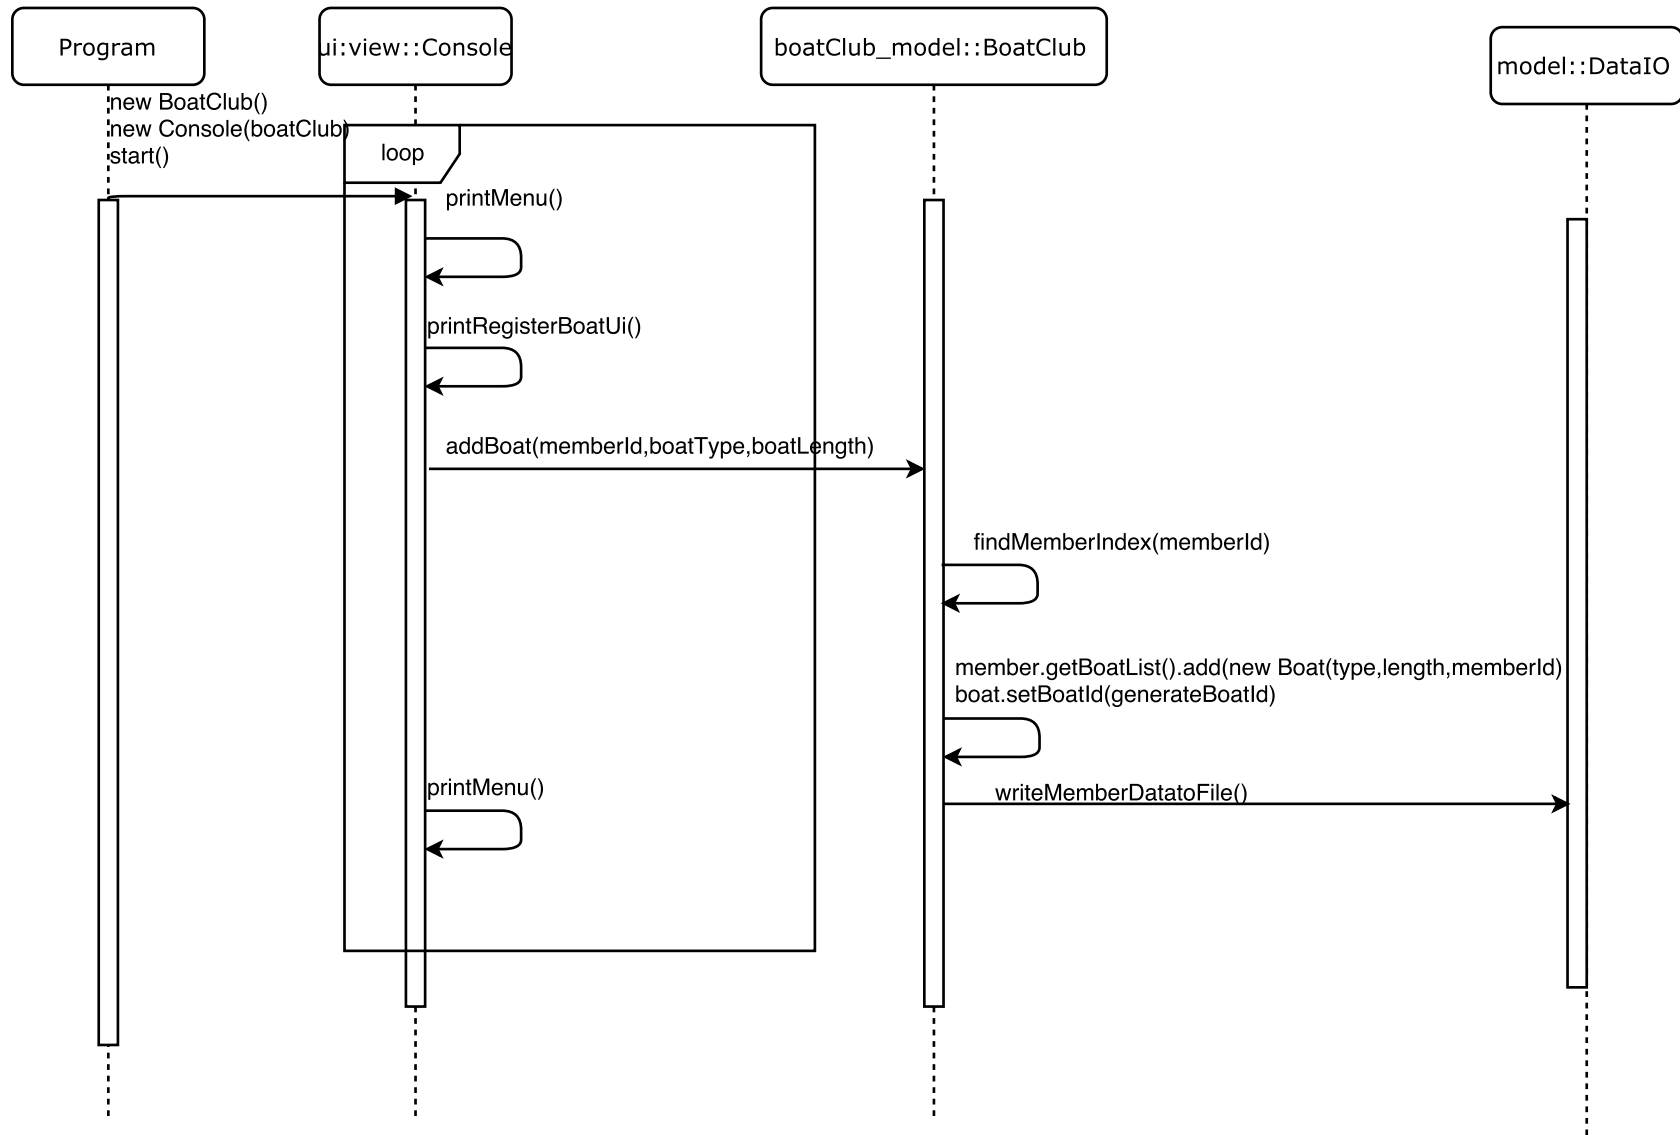 Program
ui:view::Console
boatClub_model::BoatClub
model::DataIO
new BoatClub()
new Console(boatClub)
start()
loop
printMenu()
printRegisterBoatUi()
addBoat(memberId,boatType,boatLength)
findMemberIndex(memberId)
member.getBoatList().add(new Boat(type,length,memberId)
boat.setBoatId(generateBoatId)
printMenu()
writeMemberDatatoFile()